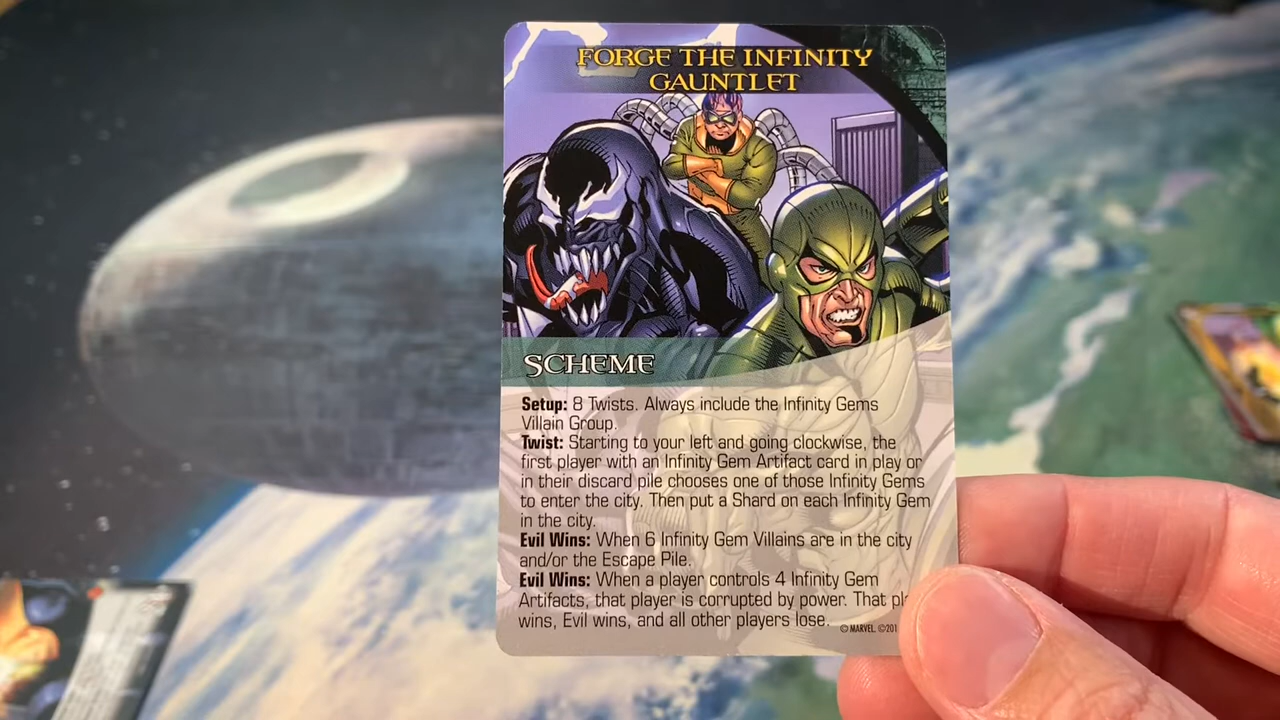 FORGE THE INFINITY
GAUNTLET
SCHEME
Setup: 8 Twists. Always include the Infinity Gems
Villain Group.
Twist: Starting to your left and going clockwise, the
first player with an Infinity Gem Artifact card in play or
in their discard pile chooses one of those Infinity Gems
to enter the city. Then put a Shard on each Infinity Gem
in the city.
Evil Wins: When 6 Infinity Gem Villains are in the city
and/or the Escape Pile.
Evil Wins: When a player controls 4 Infinity Gem
Artifacts, that player is corrupted by power. That
wins, Evil wins, and all other players lose.
© MARVEL. ©201